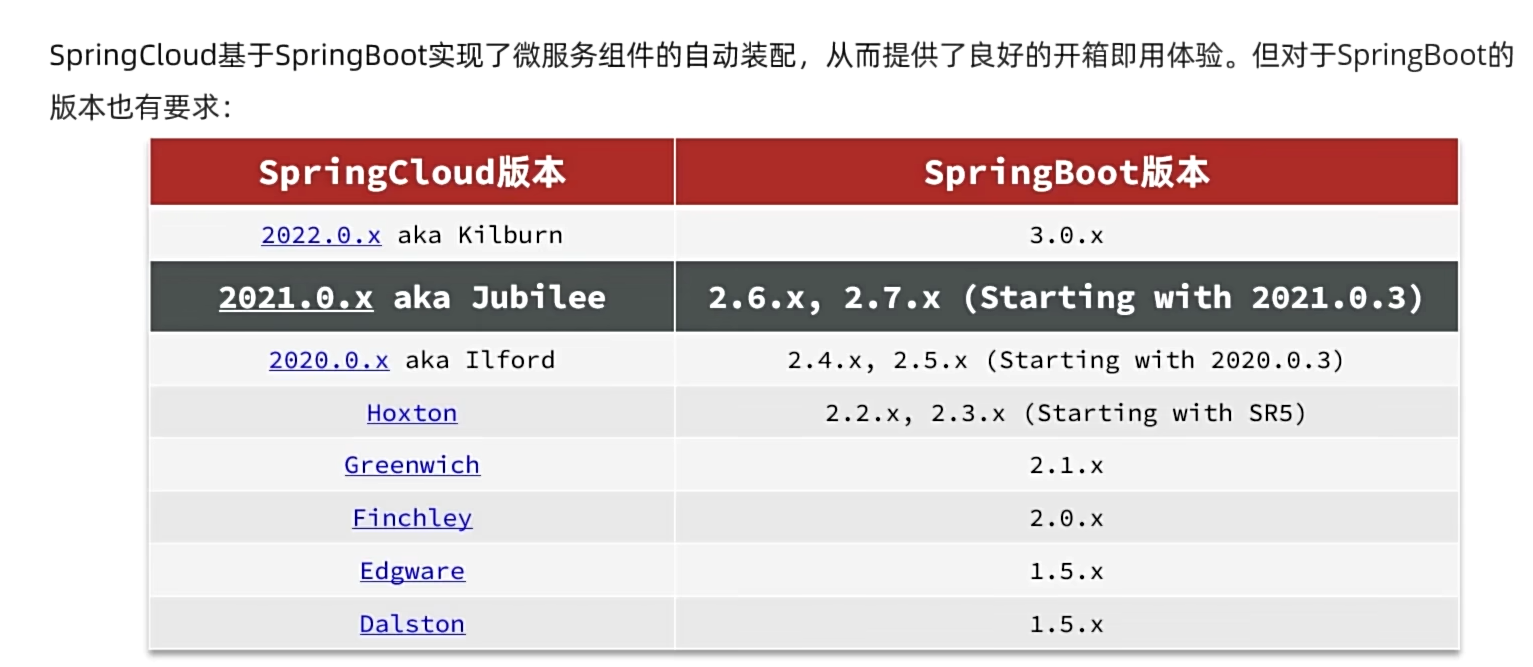 SpringCloud基于SpringBoot实现了微服务组件的自动装配，从而提供了良好的开箱即用体验。但对于SpringBoot的
版本也有要求：
SpringCloud版本 SpringBoot版本
2022.0.x aka Kilburn 3.0.x
2021.0.x aka Jubilee 2.6.x, 2.7.x (Starting with 2021.0.3)
2020.0.x aka Ilford 2.4.x, 2.5.x (Starting with 2020.0.3)
Hoxton 2.2.x, 2.3.x (Starting with SR5)
Greenwich 2.1.x
Finchley 2.0.x
Edgware 1.5.x
Dalston 1.5.x